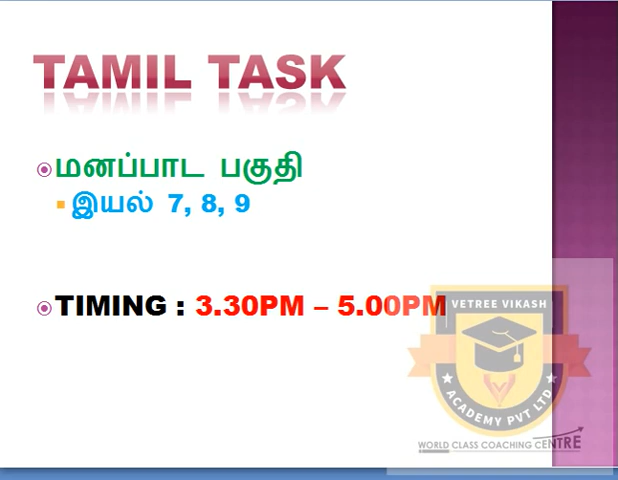 TAMIL TASK
மனப்பாட பகுதி
இயல் 7, 8, 9
TIMING : 3.30PM – 5.00PM
VETREE VIKASH
ACADEMY PVT LTD
WORLD CLASS COACHING CENTRE